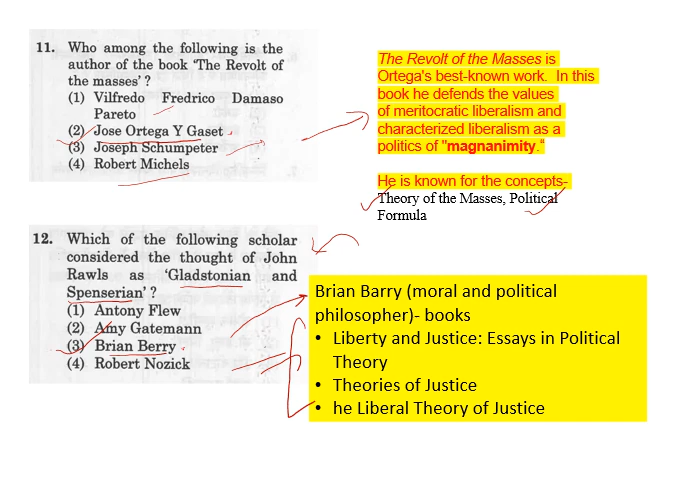 11. Who among the following is the
author of the book 'The Revolt of
the masses' ?
(1) Vilfredo Fredrico Damaso
Pareto
(2) Jose Ortega Y Gaset
(3) Joseph Schumpeter
(4) Robert Michels
The Revolt of the Masses is
Ortega's best-known work. In this
book he defends the values
of meritocratic liberalism and
characterized liberalism as a
politics of "magnanimity."
He is known for the concepts-
Theory of the Masses, Political
Formula
12. Which of the following scholar
considered the thought of John
Rawls as 'Gladstonian and
Spenserian' ?
(1) Antony Flew
(2) Amy Gatemann
(3) Brian Berry
(4) Robert Nozick
Brian Barry (moral and political
philosopher)- books
• Liberty and Justice: Essays in Political
Theory
• Theories of Justice
• he Liberal Theory of Justice